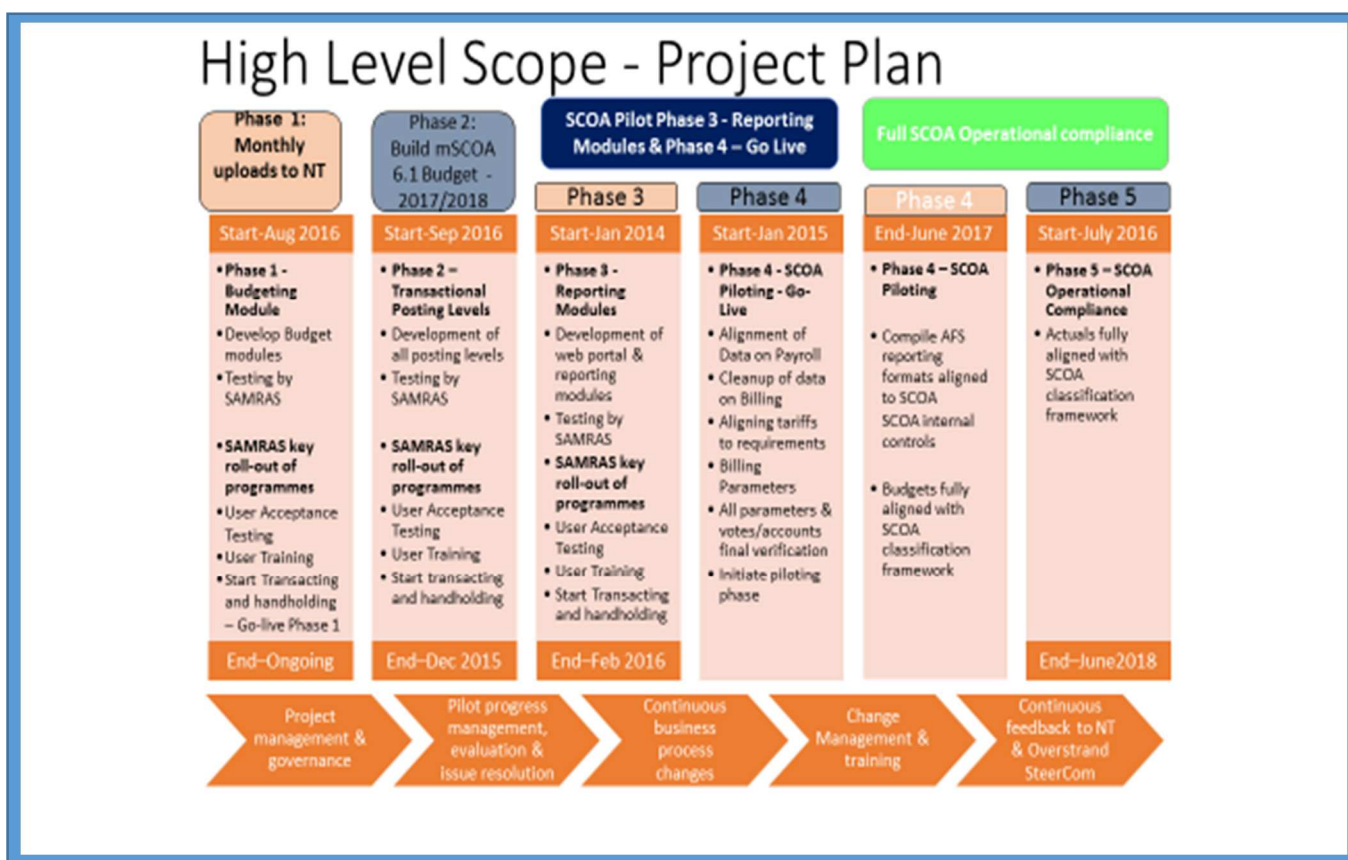 High Level Scope - Project Plan
Phase 1:
Monthly
uploads to NT
Phase 2:
Build mSCOA
6.1 Budget -
2017/2018
SCOA Pilot Phase 3 - Reporting
Modules & Phase 4 – Go Live
Full SCOA Operational compliance
Phase 3
Phase 4
Phase 4
Phase 5
Start-Aug 2016
• Phase 1 -
Budgeting
Module
• Develop Budget
modules
• Testing by
SAMRAS
• SAMRAS key
roll-out of
programmes
• User Acceptance
Testing
• User Training
• Start Transacting
and handholding
– Go-live Phase 1
End–Ongoing
Start-Sep 2016
• Phase 2 –
Transactional
Posting Levels
• Development of
all posting levels
• Testing by
SAMRAS
• SAMRAS key
roll-out of
programmes
• User Acceptance
Testing
• User Training
• Start transacting
and handholding
End–Dec 2015
Start-Jan 2014
• Phase 3 -
Reporting
Modules
• Development of
web portal &
reporting
modules
• Testing by
SAMRAS
• SAMRAS key
roll-out of
programmes
• User Acceptance
Testing
• User Training
• Start Transacting
and handholding
End–Feb 2016
Start-Jan 2015
• Phase 4 - SCOA
Piloting - Go-
Live
• Alignment of
Data on Payroll
• Cleanup of data
on Billing
• Aligning tariffs
to requirements
• Billing
Parameters
• All parameters &
votes/accounts
final verification
• Initiate piloting
phase
End-June 2017
• Phase 4 – SCOA
Piloting
• Compile AFS
reporting
formats aligned
to SCOA
SCOA internal
controls
• Budgets fully
aligned with
SCOA
classification
framework
Start-July 2016
• Phase 5 – SCOA
Operational
Compliance
• Actuals fully
aligned with
SCOA
classification
framework
End–June2018
Project
management &
governance
Pilot progress
management,
evaluation &
issue resolution
Continuous
business
process
changes
Change
Management &
training
Continuous
feedback to NT
& Overstrand
SteerCom